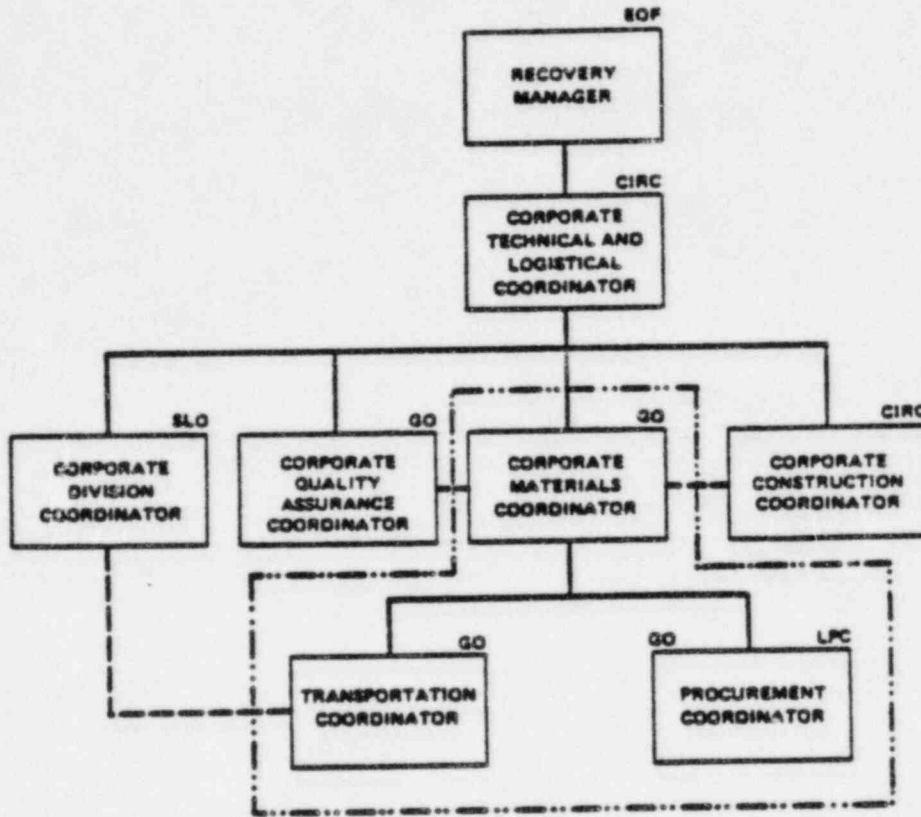 EOF
RECOVERY
MANAGER
CIRC
CORPORATE
TECHNICAL AND
LOGISTICAL
COORDINATOR
SLO
CORPORATE
DIVISION
COORDINATOR
GO
CORPORATE
QUALITY
ASSURANCE
COORDINATOR
GO
CORPORATE
MATERIALS
COORDINATOR
CIRC
CORPORATE
CONSTRUCTION
COORDINATOR
GO
TRANSPORTATION
COORDINATOR
GO LPC
PROCUREMENT
COORDINATOR